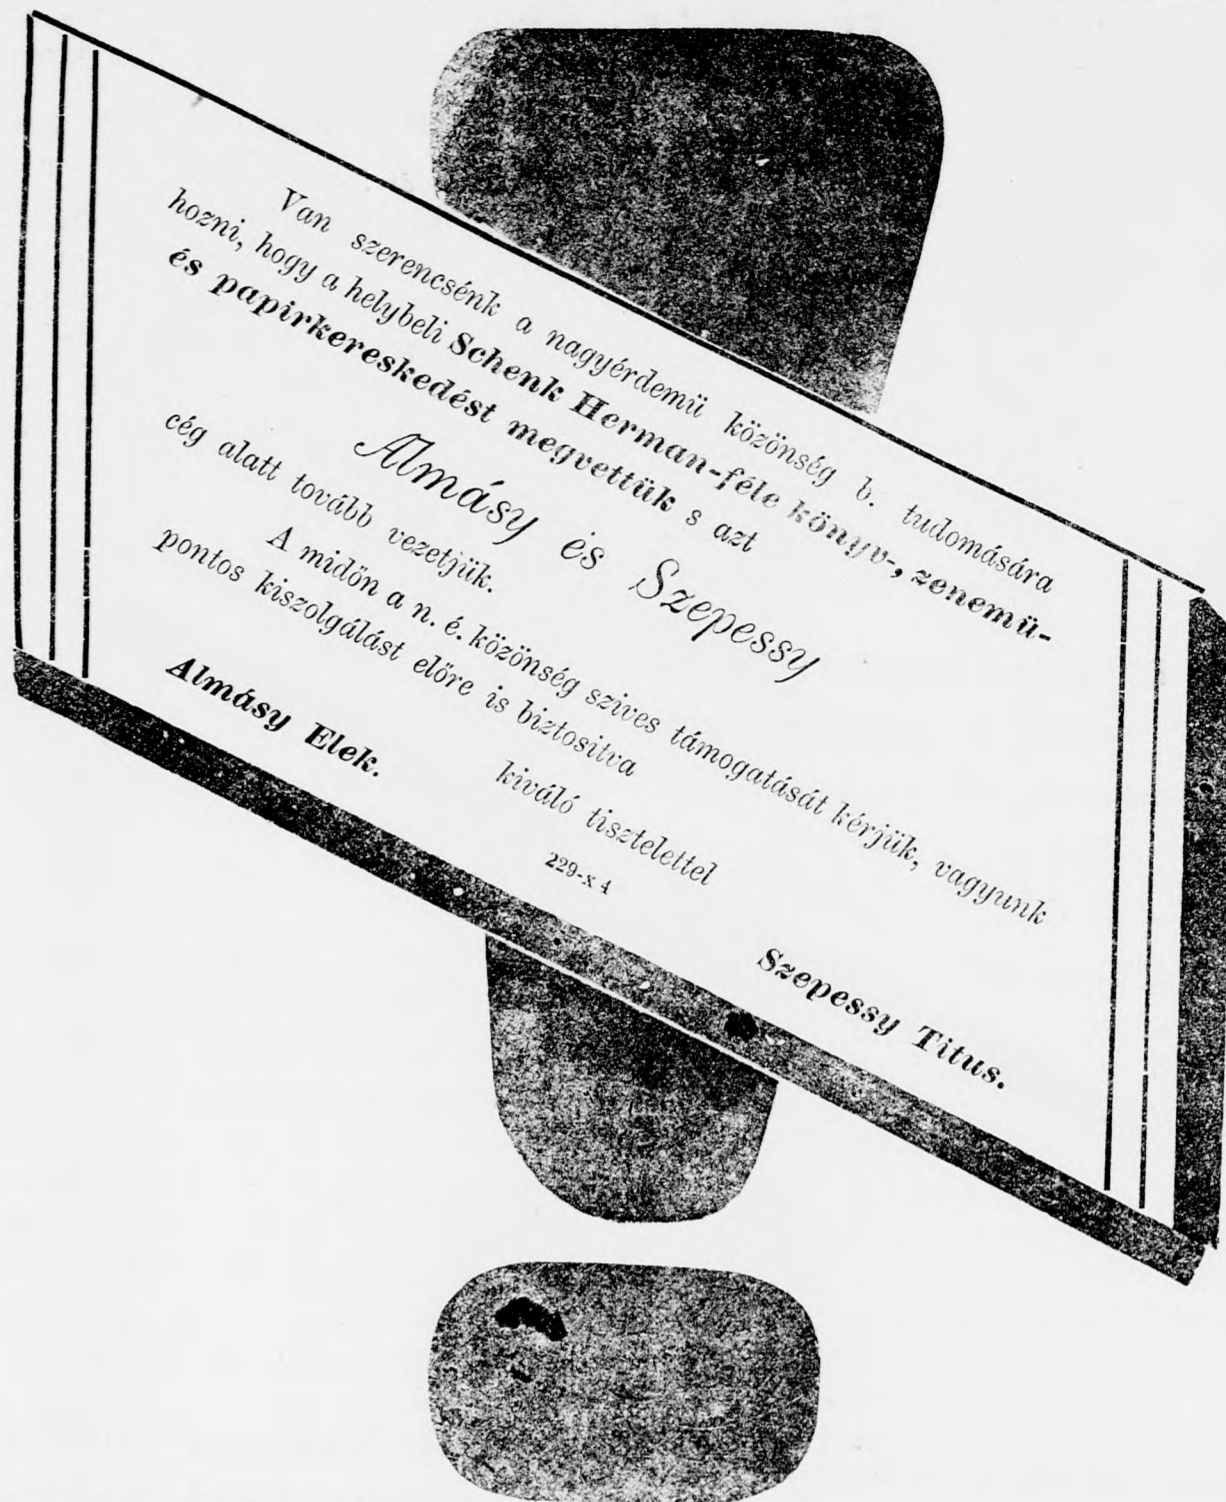 Van szerencsénk a nagyérdemü közönség b. tudomására
hozni, hogy a helybeli Schenk Herman-féle könyv-, zenemü-
és papirkereskedést megvettük s azt
Almásy és Szepessy
cég alatt tovább vezetjük.
A midőn a n. é. közönség szives támogatását kérjük, vagyunk
pontos kiszolgálást előre is biztositva
kiváló tisztelettel
Almásy Elek.
229-x 4
Szepessy Titus.